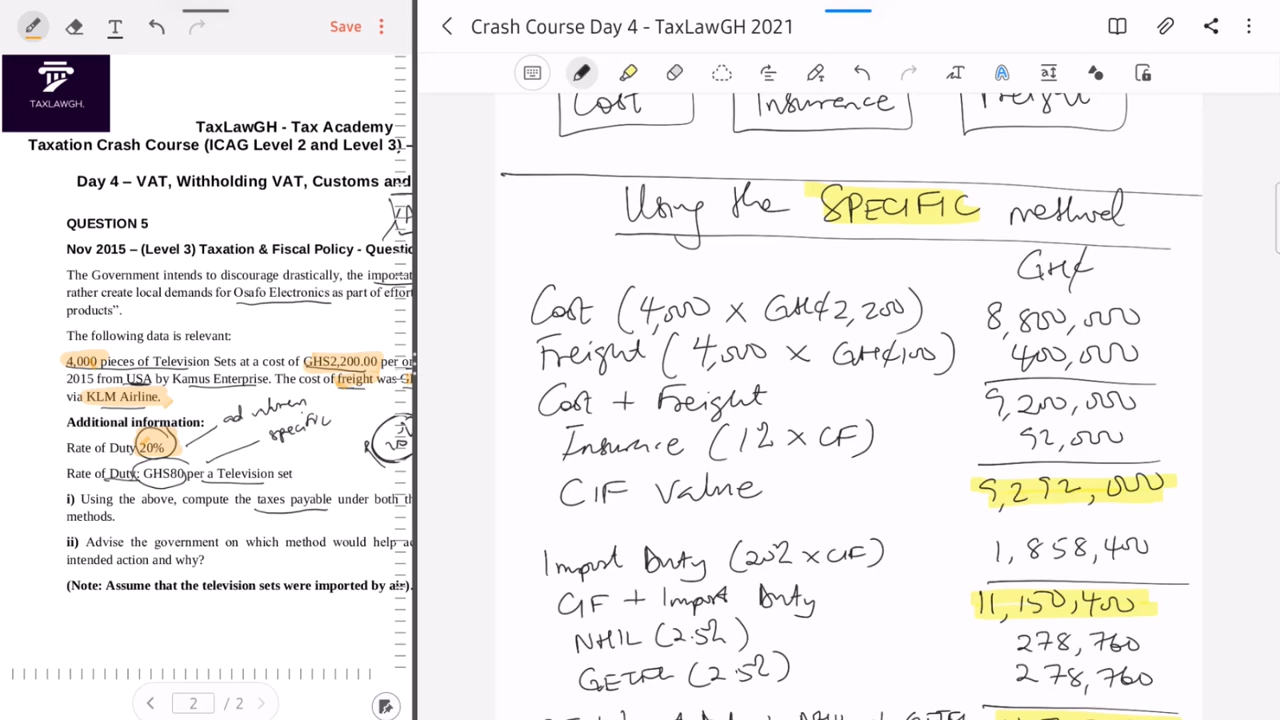 Save
TAXLAWGH.
TaxLawGH - Tax Academy
Taxation Crash Course (ICAG Level 2 and Level 3) –
Day 4 – VAT, Withholding VAT, Customs and
QUESTION 5
Nov 2015 – (Level 3) Taxation & Fiscal Policy - Questio
The Government intends to discourage drastically, the importat
rather create local demands for Osafo Electronics as part of effort
products".
The following data is relevant:
4,000 pieces of Television Sets at a cost of GHS2,200.00 per
2015 from USA by Kamus Enterprise. The cost of freight was
via KLM Airline.
Additional information:
ad valorem
specific
Rate of Duty 20%
Rate of Duty: GHS80 per a Television set
i) Using the above, compute the taxes payable under both th
methods.
ii) Advise the government on which method would help
intended action and why?
(Note: Assume that the television sets were imported by air).
2 / 2
Crash Course Day 4 - TaxLawGH 2021
Cost Insurance Freight
Using the SPECIFIC method
GH¢
Cost (4,000 x GH¢2,200) 8,800,000
Freight (4,000 x GH¢100) 400,000
Cost + Freight 9,200,000
Insurance (1% x CF) 92,000
CIF Value 9,292,000
Import Duty (20% x CIF) 1,858,400
CIF + Import Duty 11,150,400
NHIL (2.5%) 278,760
GETFL (2.5%) 278,760